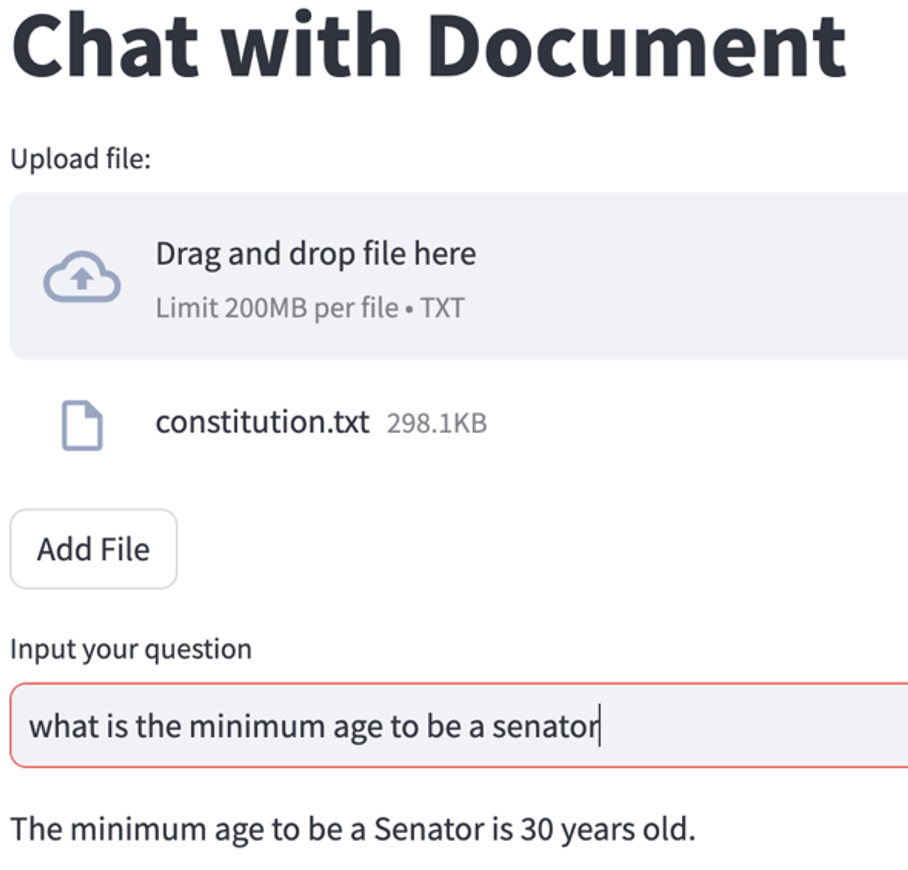 Chat with Document
Upload file:
Drag and drop file here
Limit 200MB per file • TXT
constitution.txt 298.1KB
Add File
Input your question
what is the minimum age to be a senator
The minimum age to be a Senator is 30 years old.